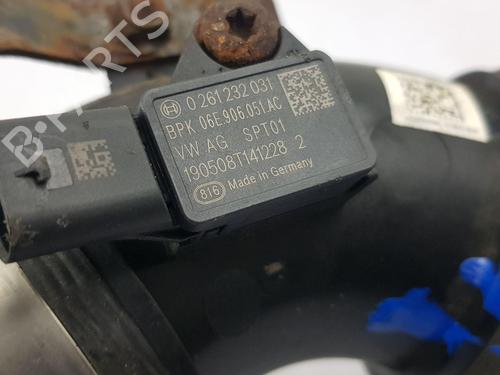 0 261 232 031
BPK 06E.906.051.AC
VW AG SPT01
190508T141228 2
816 Made in Germany
B-PARTS